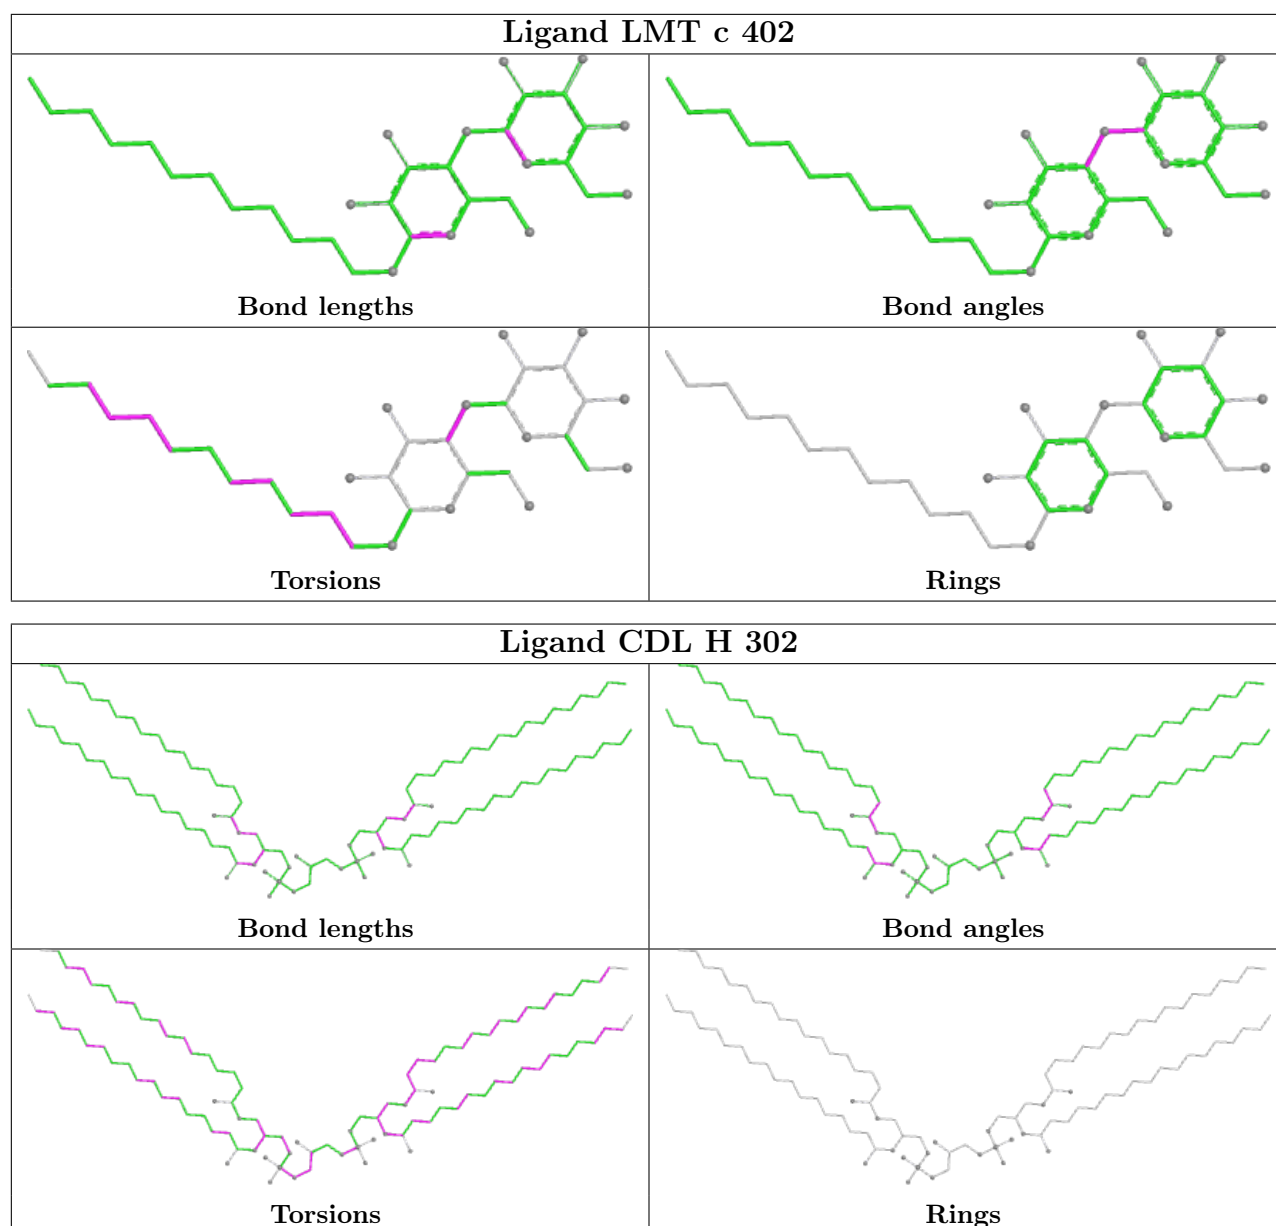 Ligand LMT c 402
Bond lengths
Bond angles
Torsions
Rings
Ligand CDL H 302
Bond lengths
Bond angles
Torsions
Rings